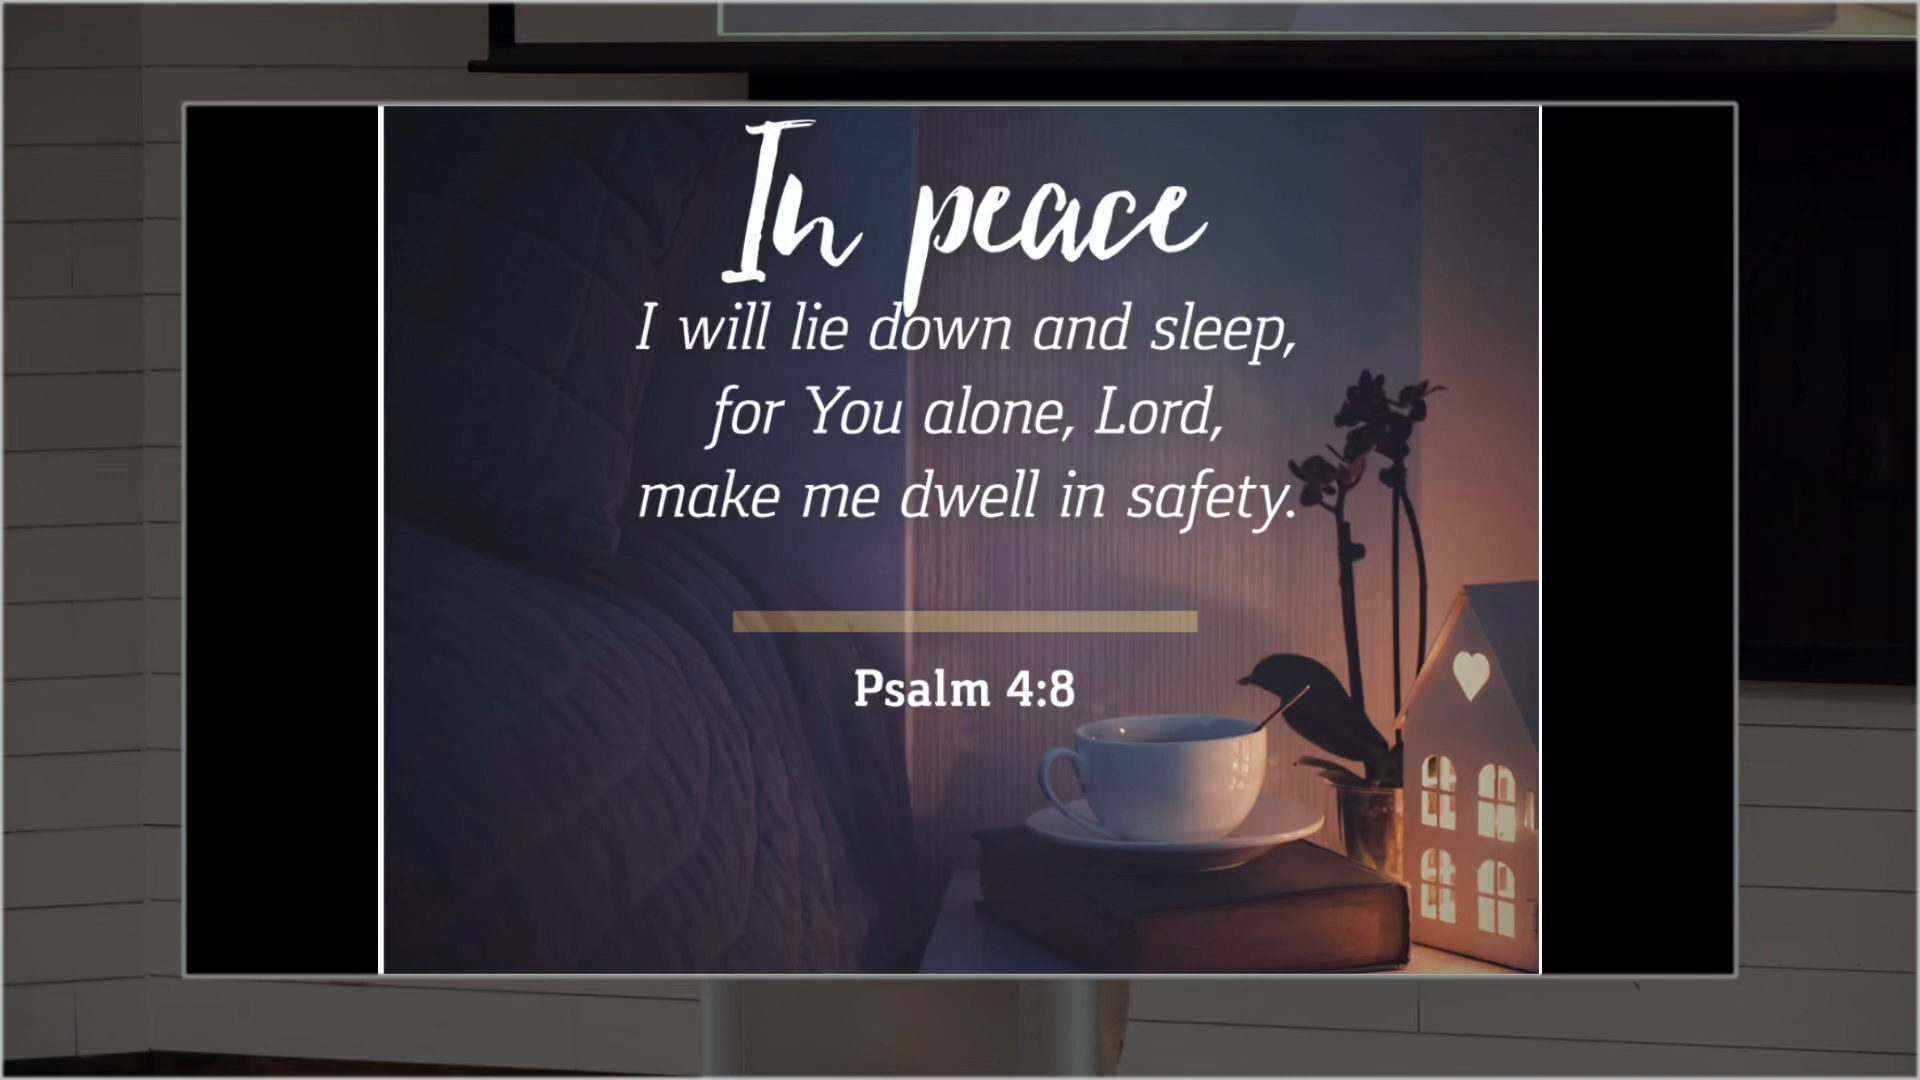 In peace
I will lie down and sleep,
for You alone, Lord,
make me dwell in safety.
Psalm 4:8